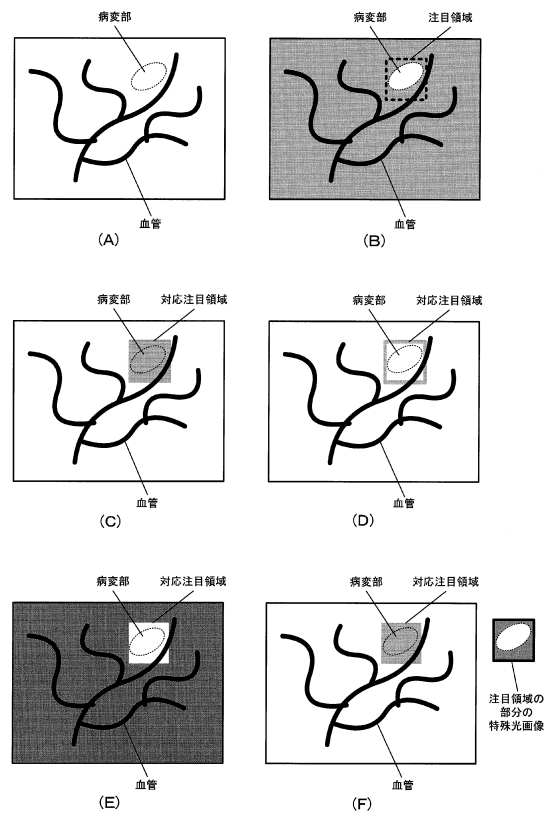 病変部
血管
(A)
病変部 注目領域
血管
(B)
病変部 対応注目領域
血管
(C)
病変部 対応注目領域
血管
(D)
病変部 対応注目領域
血管
(E)
病変部 対応注目領域
血管
(F)
注目領域の
部分の
特殊光画像